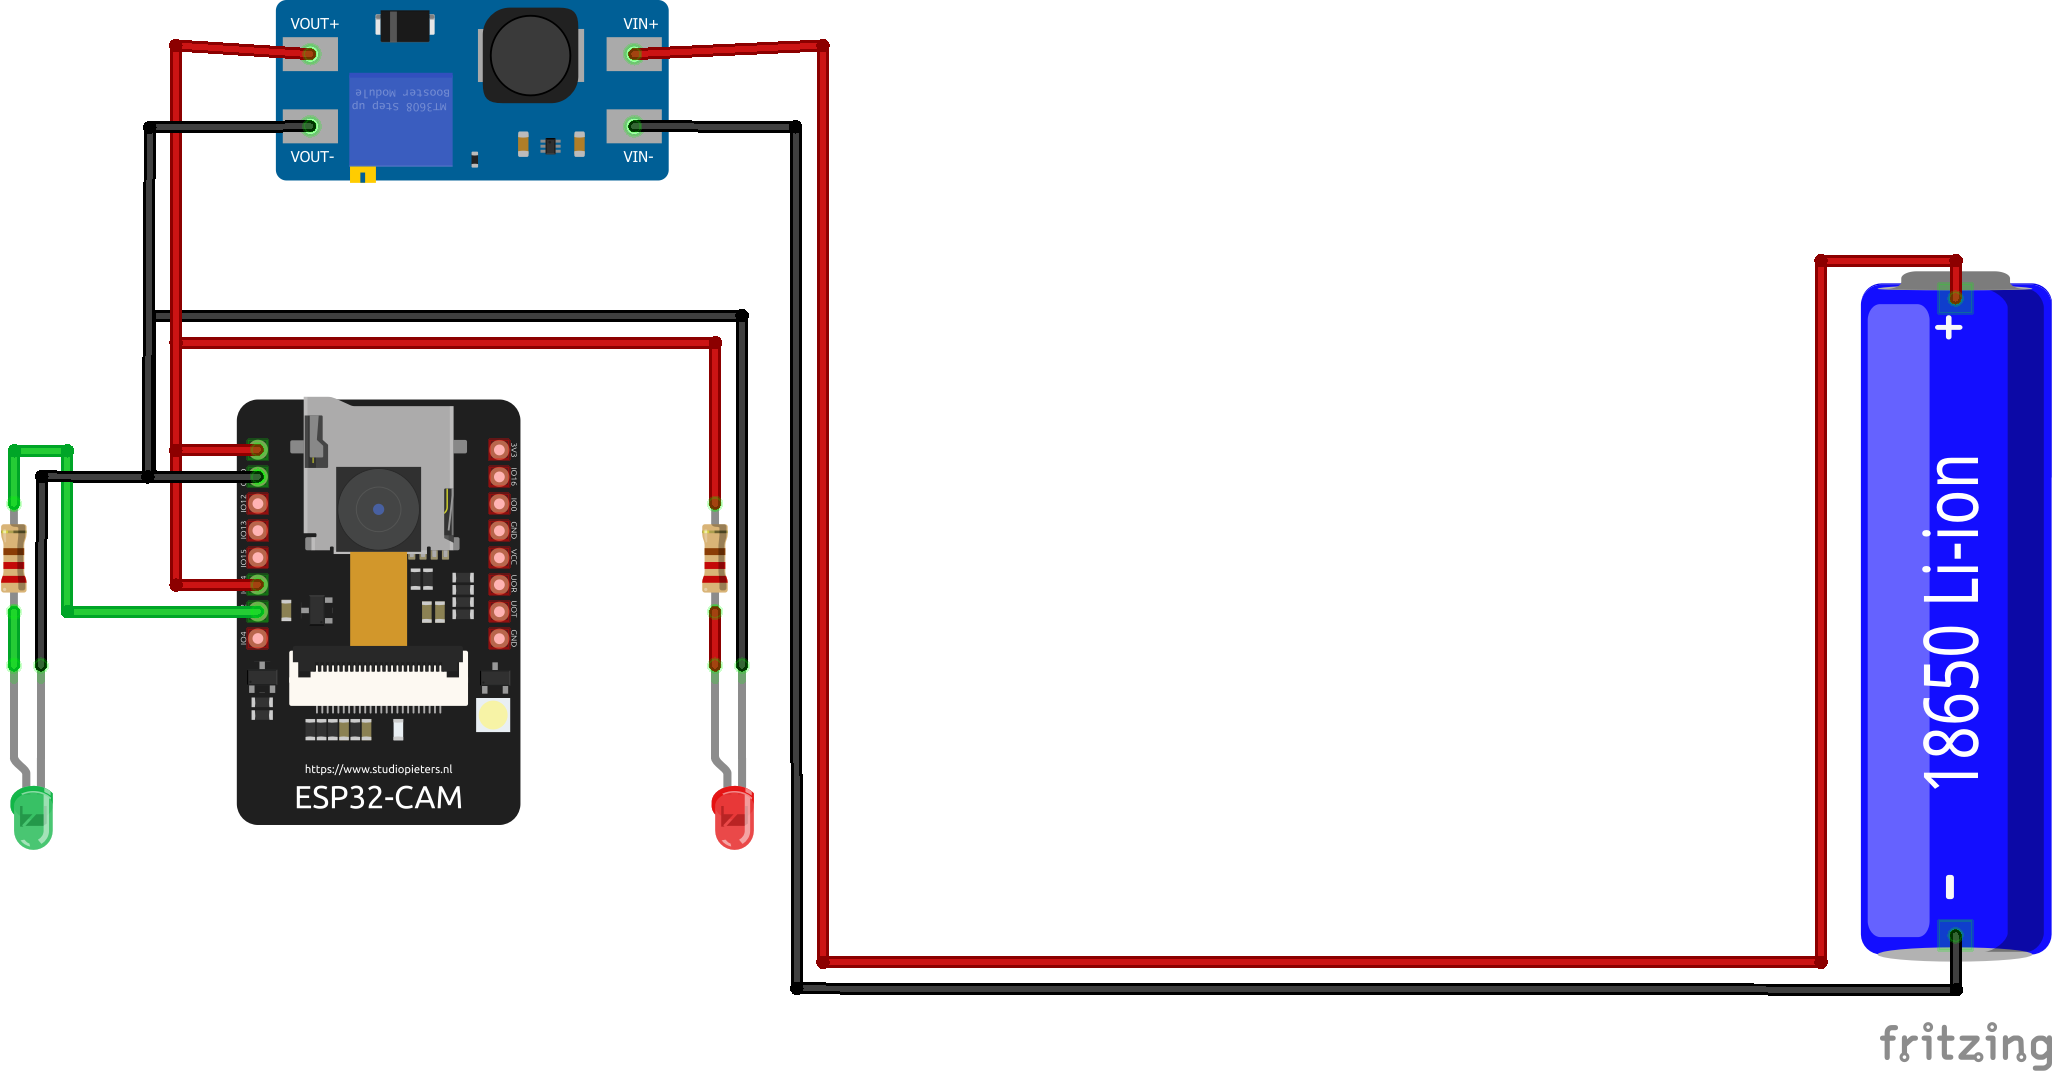 VOUT+
VIN+
MT3608 Step up
Booster Module
VOUT-
VIN-
+
18650 Li-ion
-
IO12
IO13
IO15
IO4
3V3
IO16
IO0
GND
VCC
UOR
UOT
GND
https://www.studiopieters.nl
ESP32-CAM
fritzing